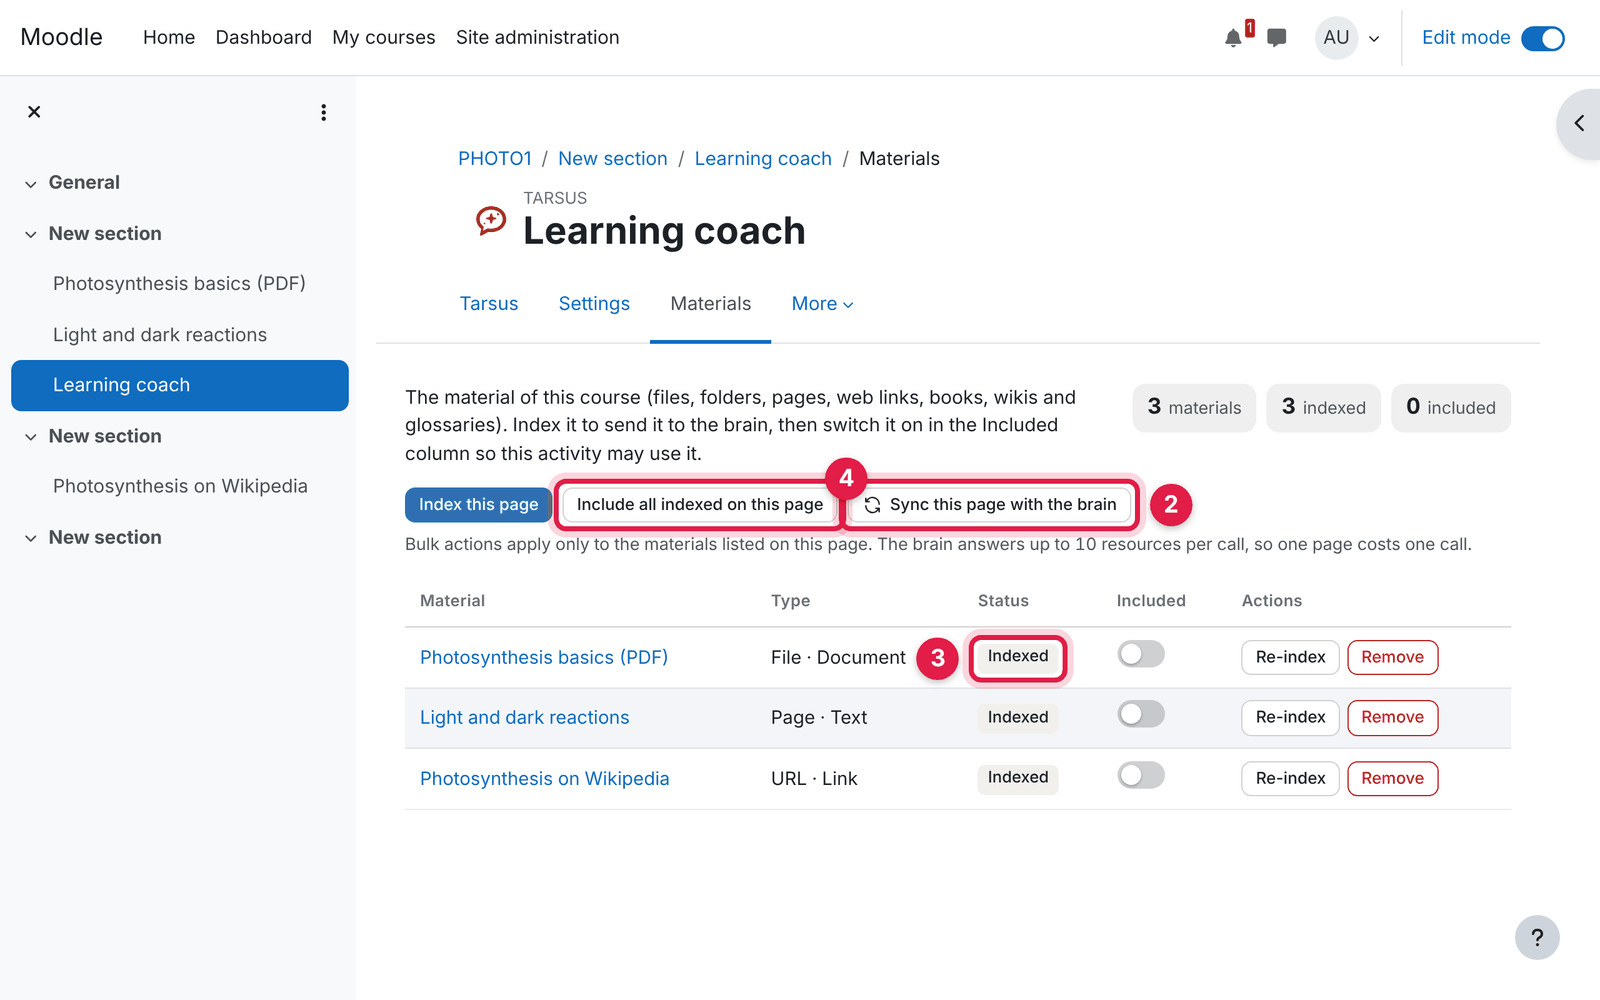 Moodle Home Dashboard My courses Site administration 1 AU Edit mode
General
New section
Photosynthesis basics (PDF)
Light and dark reactions
Learning coach
New section
Photosynthesis on Wikipedia
New section
PHOTO1 / New section / Learning coach / Materials
TARSUS
Learning coach
Tarsus Settings Materials More
The material of this course (files, folders, pages, web links, books, wikis and
glossaries). Index it to send it to the brain, then switch it on in the Included
column so this activity may use it.
3 materials 3 indexed 0 included
4
Index this page Include all indexed on this page Sync this page with the brain 2
Bulk actions apply only to the materials listed on this page. The brain answers up to 10 resources per call, so one page costs one call.
Material Type Status Included Actions
Photosynthesis basics (PDF) File · Document 3 Indexed Re-index Remove
Light and dark reactions Page · Text Indexed Re-index Remove
Photosynthesis on Wikipedia URL · Link Indexed Re-index Remove
?